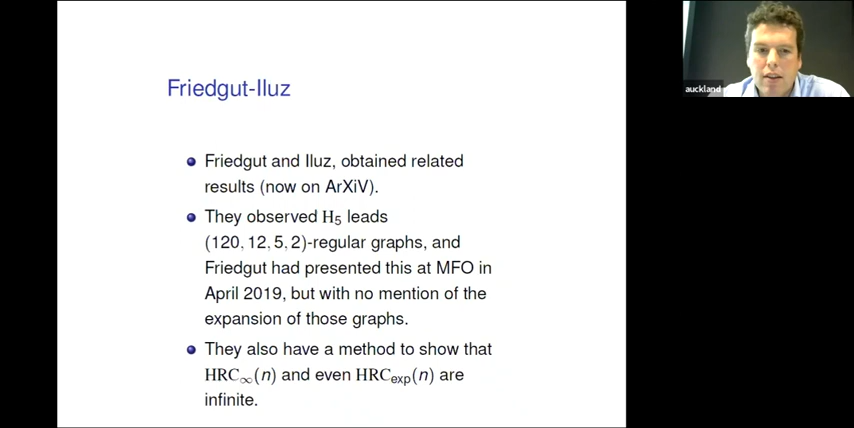 Friedgut-Iluz
Friedgut and Iluz, obtained related
results (now on ArXiV).
They observed H₅ leads
(120, 12, 5, 2)-regular graphs, and
Friedgut had presented this at MFO in
April 2019, but with no mention of the
expansion of those graphs.
They also have a method to show that
HRC∞(n) and even HRCexp(n) are
infinite.
auckland